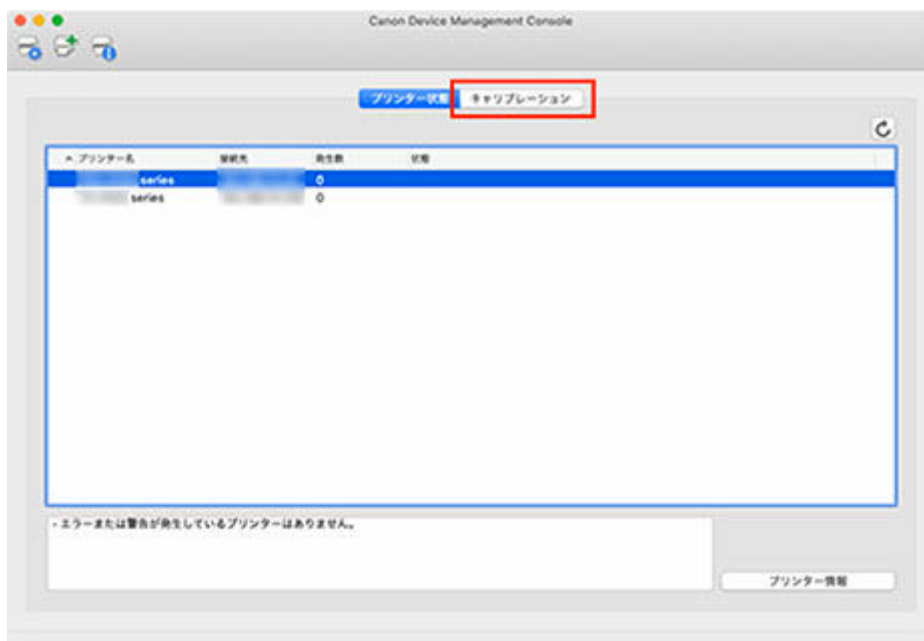 Canon Device Management Console
プリンター状態 キャリブレーション
プリンター名 接続先 発生数 状態
series 0
series 0
・エラーまたは警告が発生しているプリンターはありません。
プリンター情報